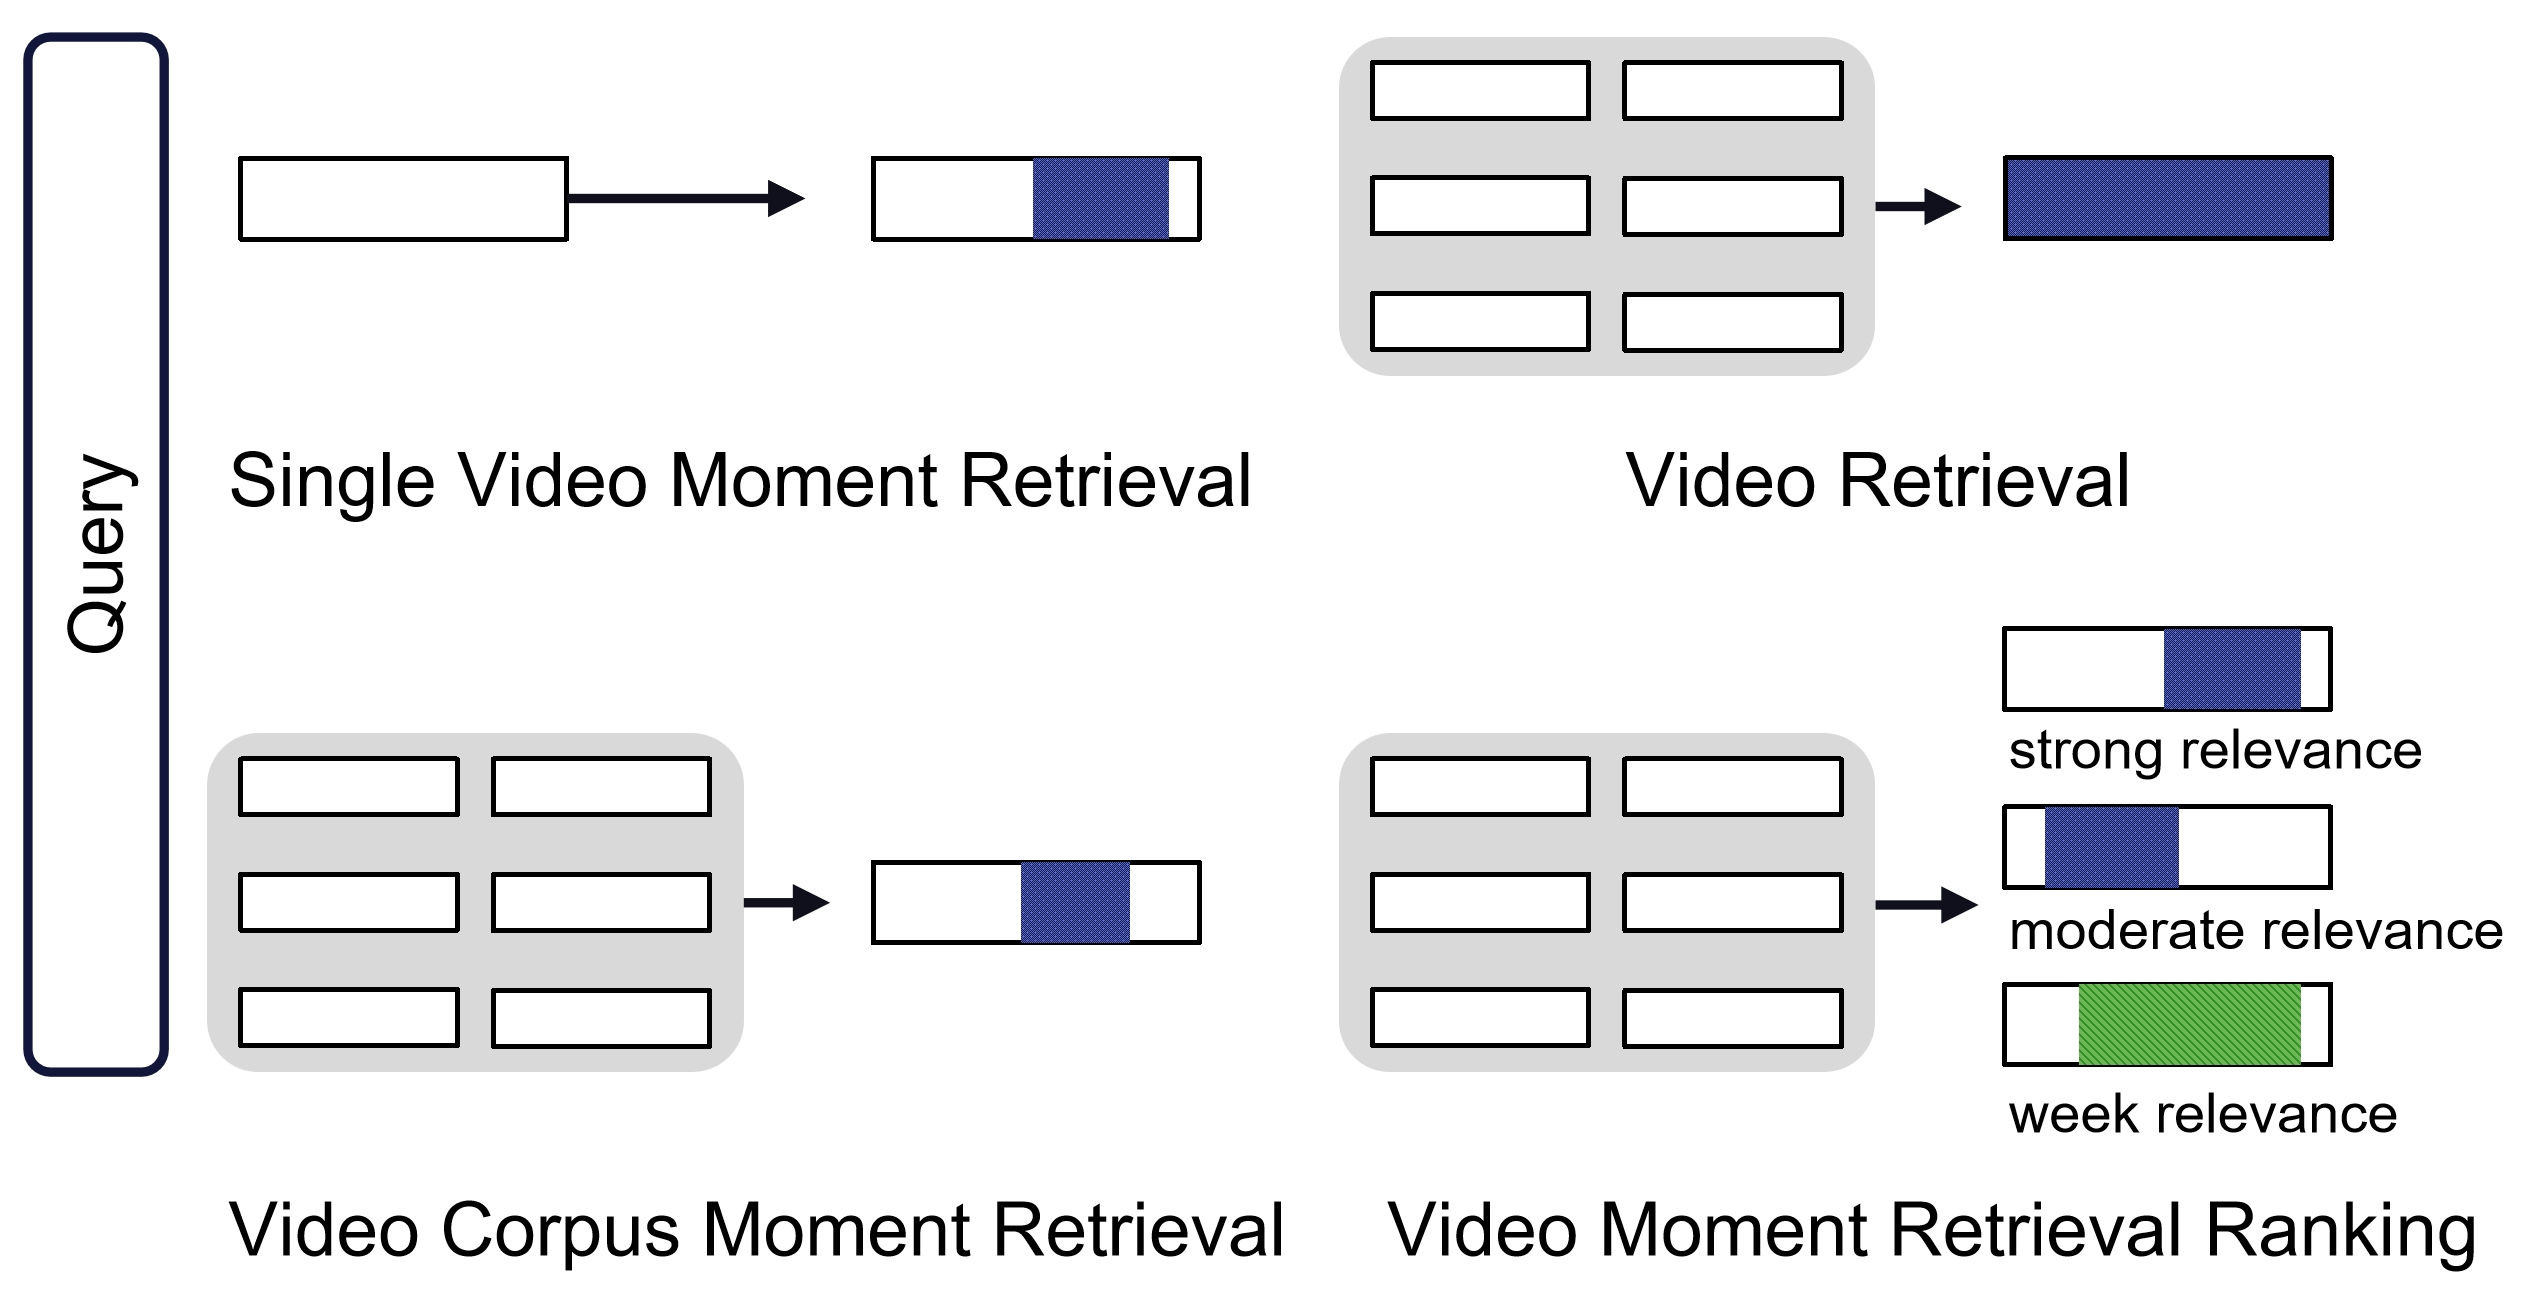 Query
Single Video Moment Retrieval
Video Retrieval
strong relevance
moderate relevance
week relevance
Video Corpus Moment Retrieval
Video Moment Retrieval Ranking